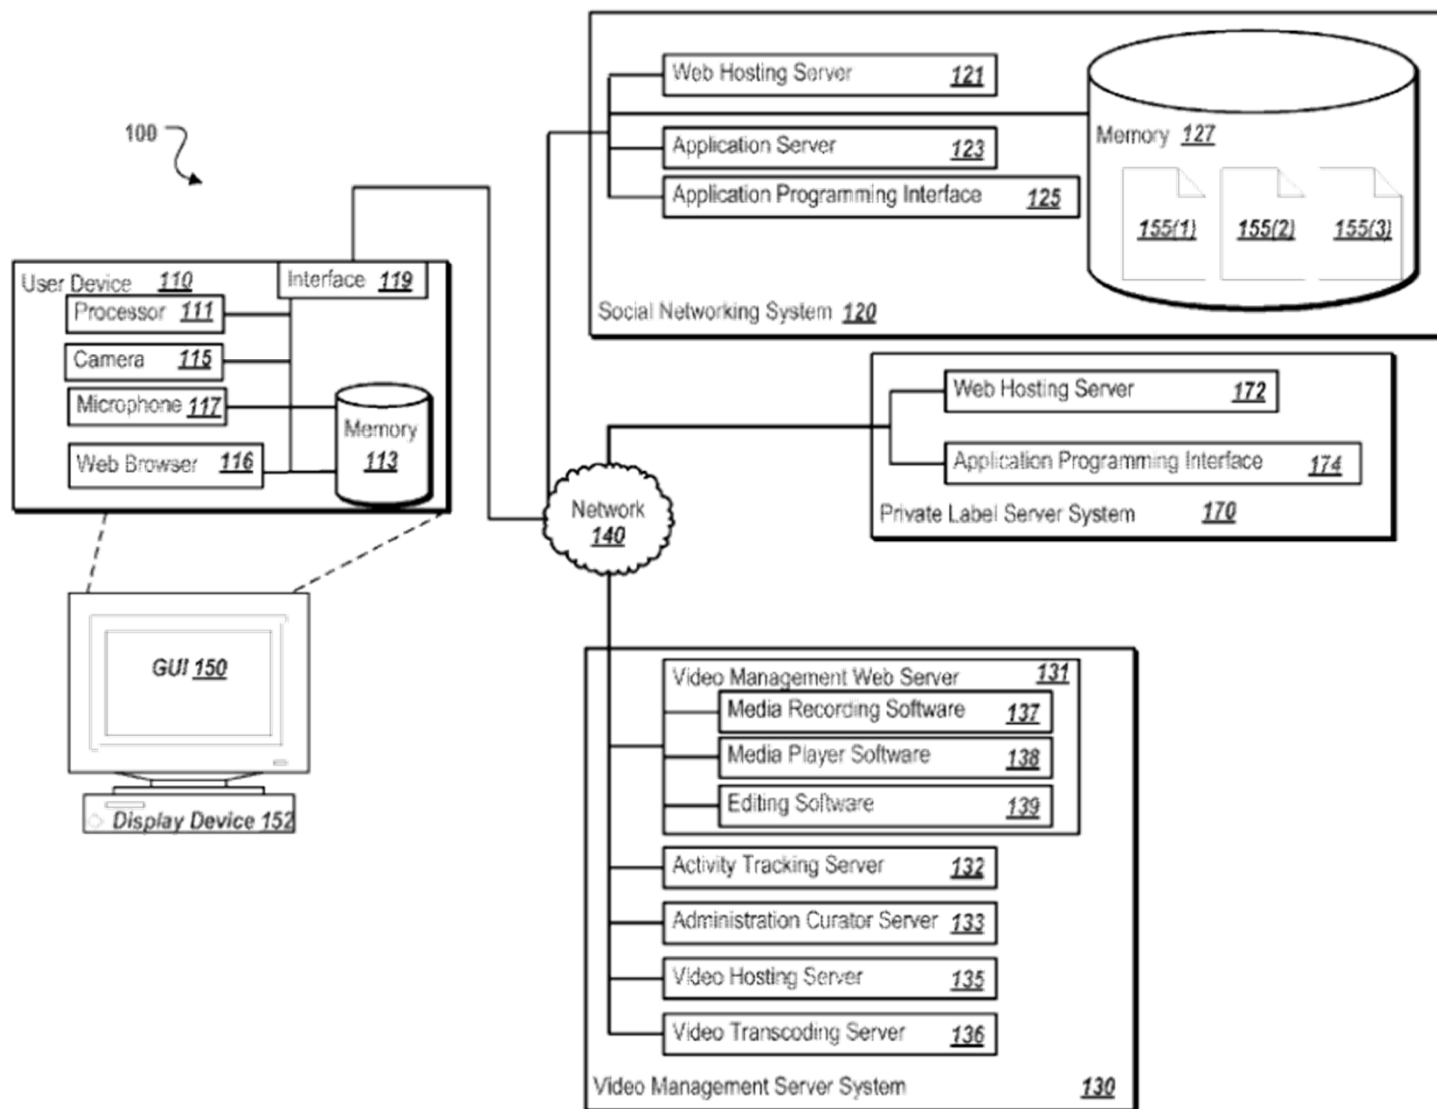 100
User Device 110
Interface 119
Processor 111
Camera 115
Microphone 117
Web Browser 116
Memory
113
GUI 150
Display Device 152
Network
140
Web Hosting Server 121
Application Server 123
Application Programming Interface 125
Memory 127
155(1) 155(2) 155(3)
Social Networking System 120
Web Hosting Server 172
Application Programming Interface 174
Private Label Server System 170
Video Management Web Server 131
Media Recording Software 137
Media Player Software 138
Editing Software 139
Activity Tracking Server 132
Administration Curator Server 133
Video Hosting Server 135
Video Transcoding Server 136
Video Management Server System 130